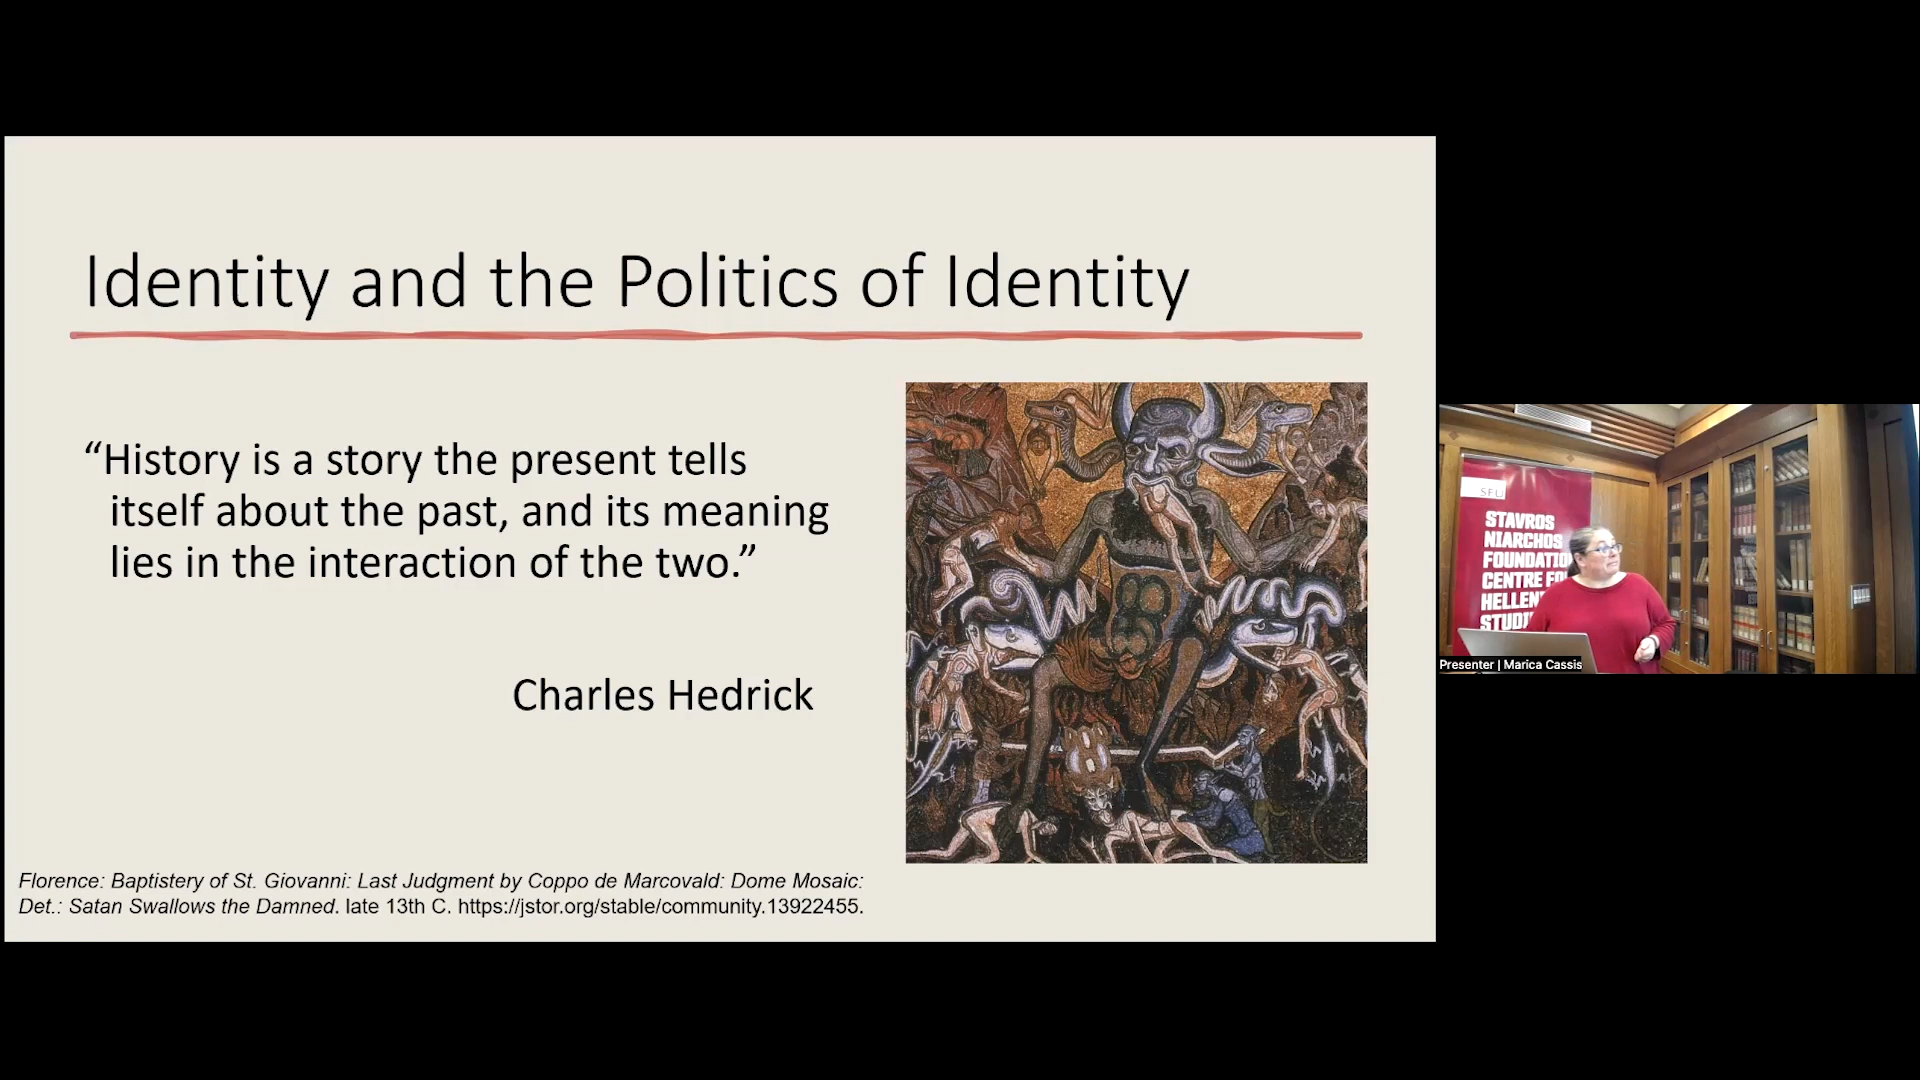 Identity and the Politics of Identity
“History is a story the present tells
itself about the past, and its meaning
lies in the interaction of the two.”
Charles Hedrick
Florence: Baptistery of St. Giovanni: Last Judgment by Coppo de Marcovald: Dome Mosaic:
Det.: Satan Swallows the Damned. late 13th C. https://jstor.org/stable/community.13922455.
SFU
STAVROS
NIARCHOS
FOUNDATIO
CENTRE FO
HELLEN
STUDI
Presenter | Marica Cassis